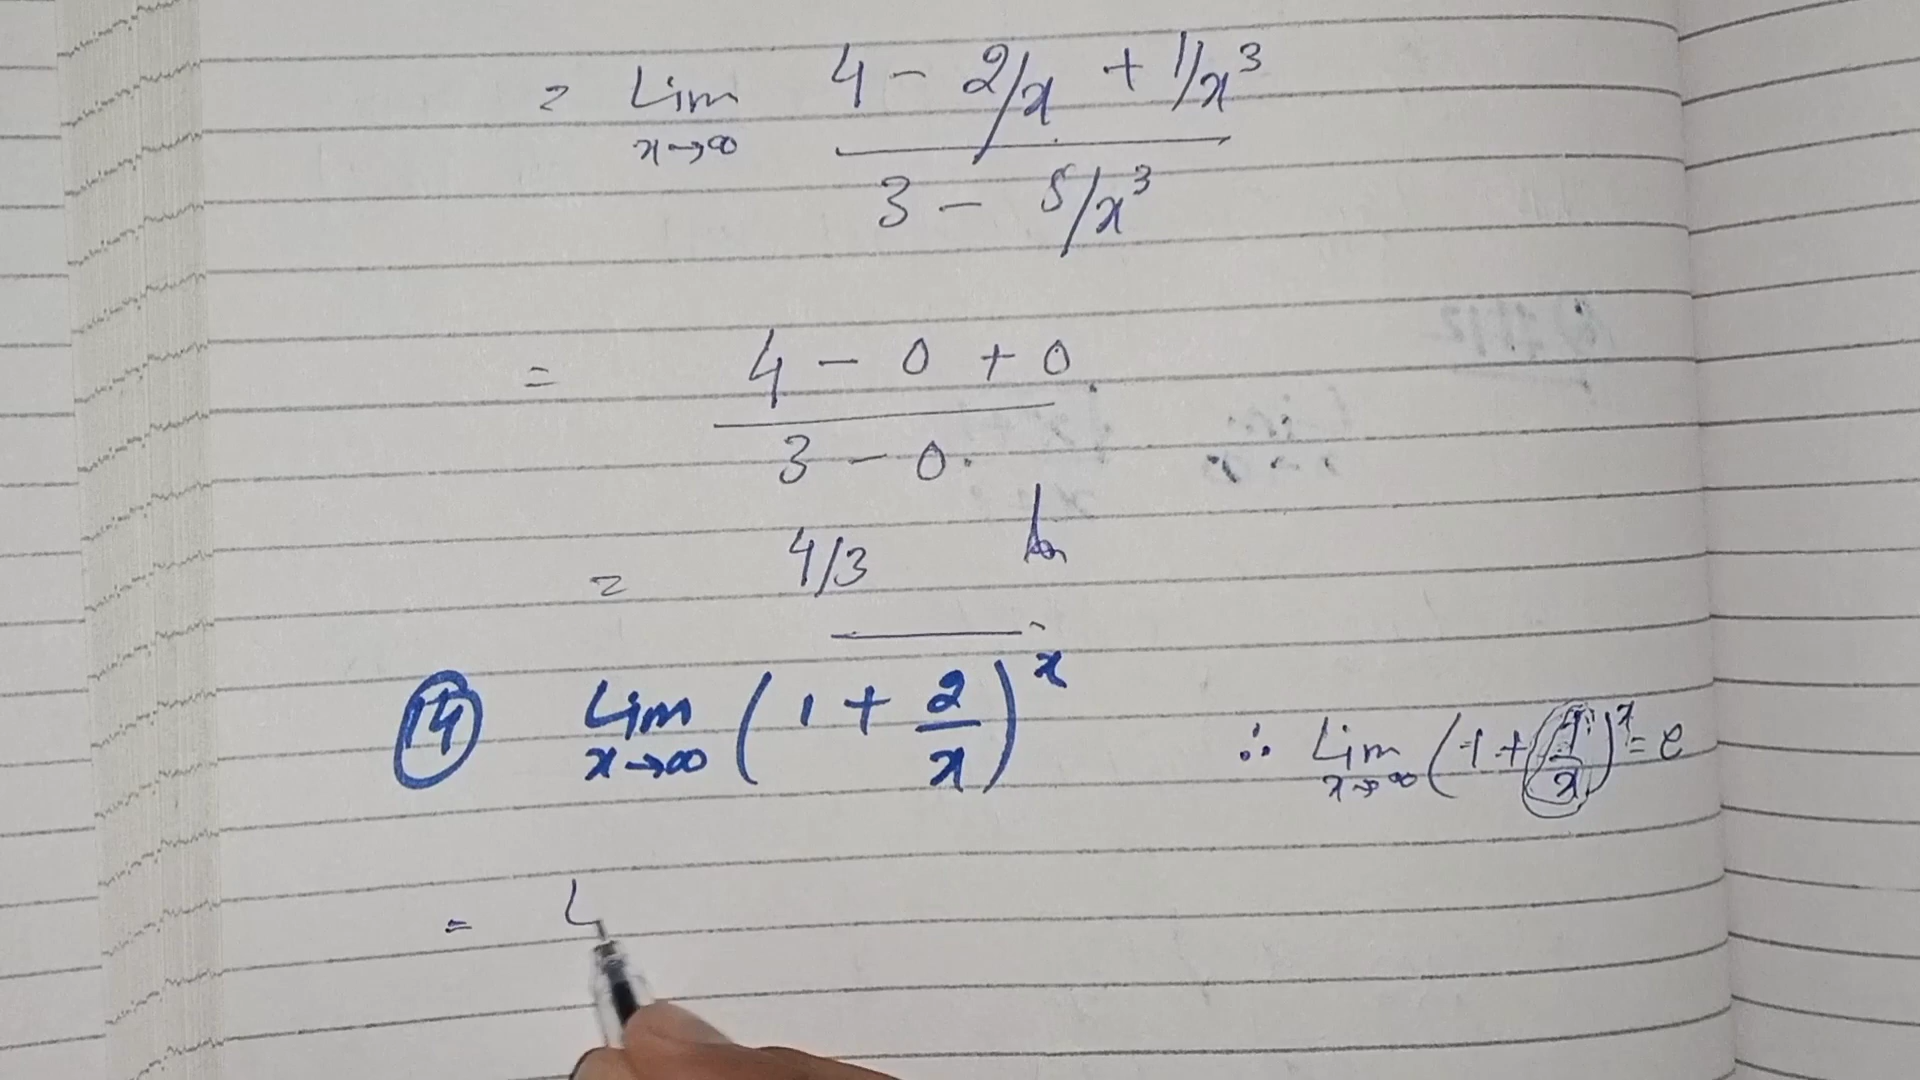 = Lim x→∞ 4 - 2/x + 1/x³ / 3 - 5/x³
= 4 - 0 + 0 / 3 - 0
= 4/3
14 Lim x→∞ (1 + 2/x)^x ∴ Lim x→∞ (1 + 1/x)^x = e
= L